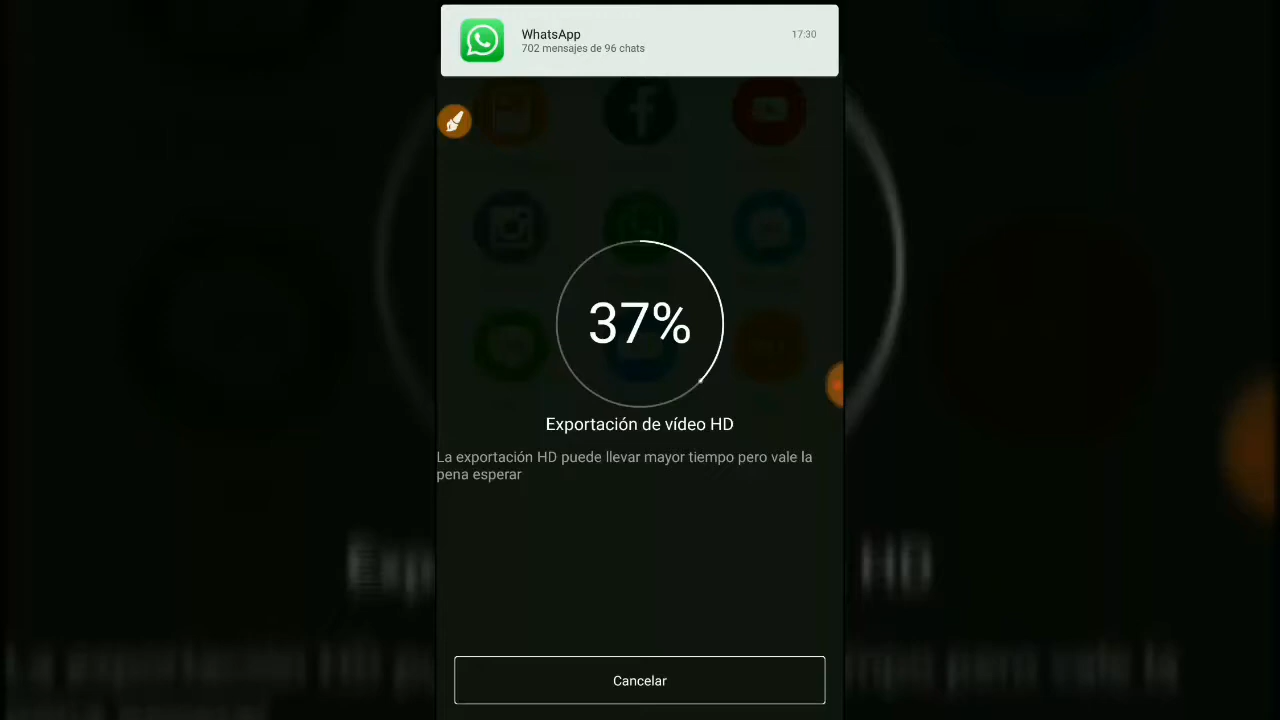 WhatsApp
17:30
702 mensajes de 96 chats
37%
Exportación de vídeo HD
La exportación HD puede llevar mayor tiempo pero vale la
pena esperar
Cancelar